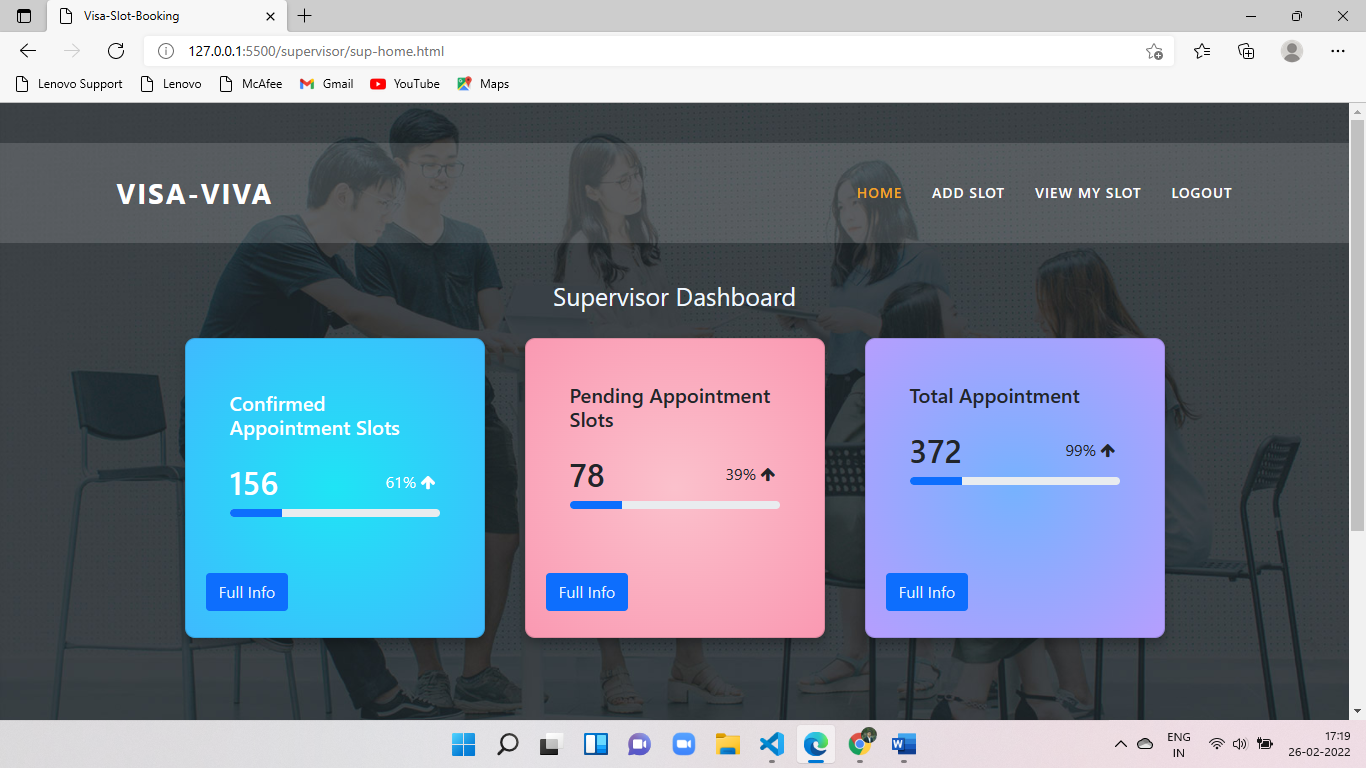 Visa-Slot-Booking
127.0.0.1:5500/supervisor/sup-home.html
Lenovo Support Lenovo McAfee Gmail YouTube Maps
VISA-VIVA HOME ADD SLOT VIEW MY SLOT LOGOUT
Supervisor Dashboard
Confirmed
Appointment Slots
156 61%
Full Info
Pending Appointment
Slots
78 39%
Full Info
Total Appointment
372 99%
Full Info
ENG
IN
17:19
26-02-2022